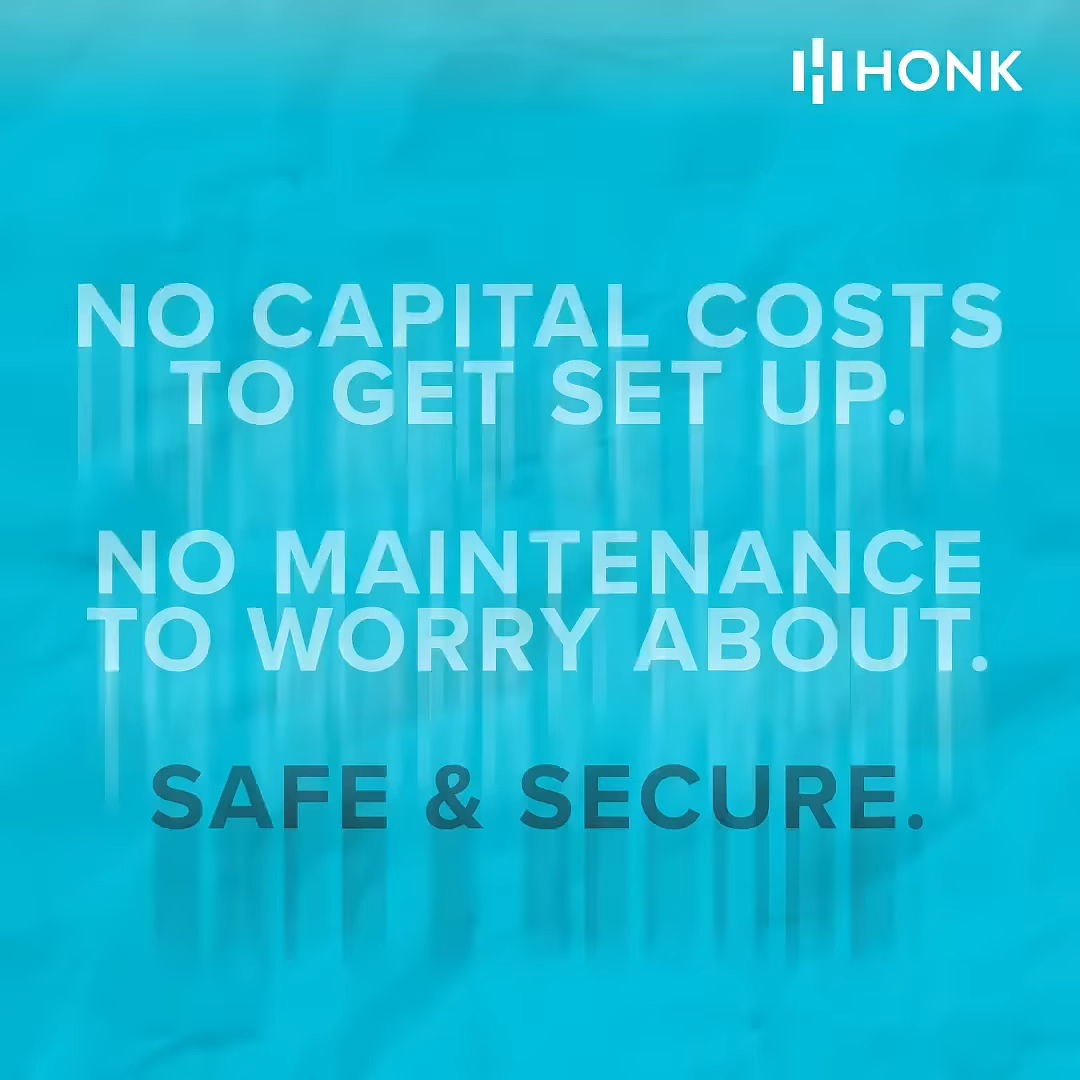 HONK
NO CAPITAL COSTS
TO GET SET UP.
NO MAINTENANCE
TO WORRY ABOUT.
SAFE & SECURE.